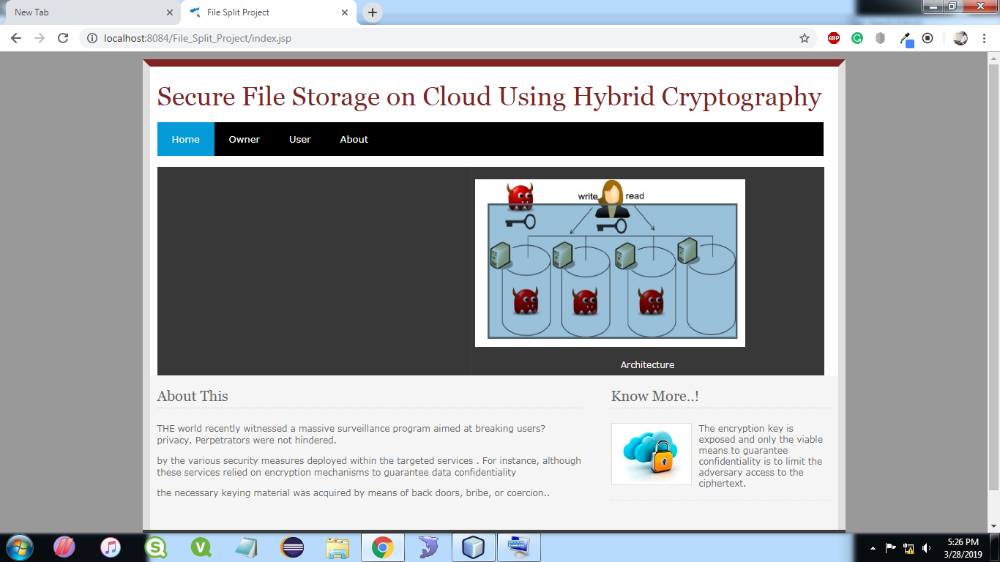 New Tab
File Split Project
localhost:8084/File_Split_Project/index.jsp
ABP
Secure File Storage on Cloud Using Hybrid Cryptography
Home
Owner
User
About
write
read
Architecture
About This
THE world recently witnessed a massive surveillance program aimed at breaking users?
privacy. Perpetrators were not hindered.
by the various security measures deployed within the targeted services . For instance, although
these services relied on encryption mechanisms to guarantee data confidentiality
the necessary keying material was acquired by means of back doors, bribe, or coercion..
Know More..!
The encryption key is
exposed and only the viable
means to guarantee
confidentiality is to limit the
adversary access to the
ciphertext.
5:26 PM
3/28/2019